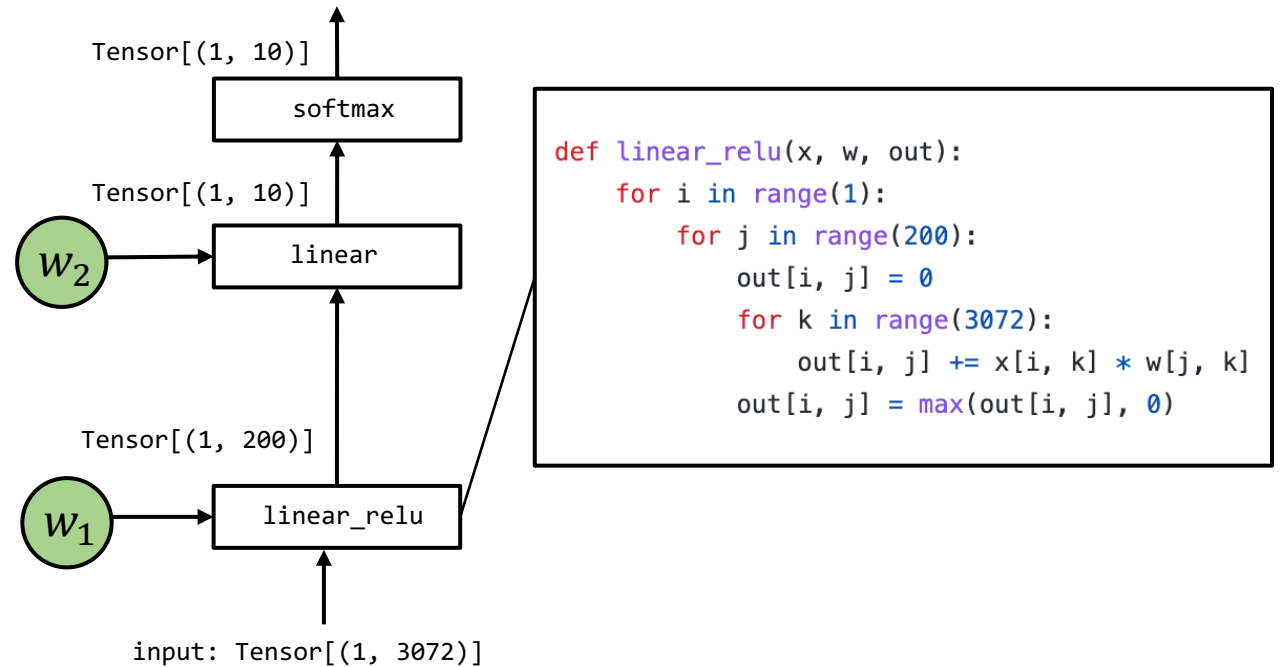 Tensor[(1, 10)]
softmax
Tensor[(1, 10)]
w₂
linear
Tensor[(1, 200)]
w₁
linear_relu
input: Tensor[(1, 3072)]
def linear_relu(x, w, out):
    for i in range(1):
        for j in range(200):
            out[i, j] = 0
            for k in range(3072):
                out[i, j] += x[i, k] * w[j, k]
            out[i, j] = max(out[i, j], 0)